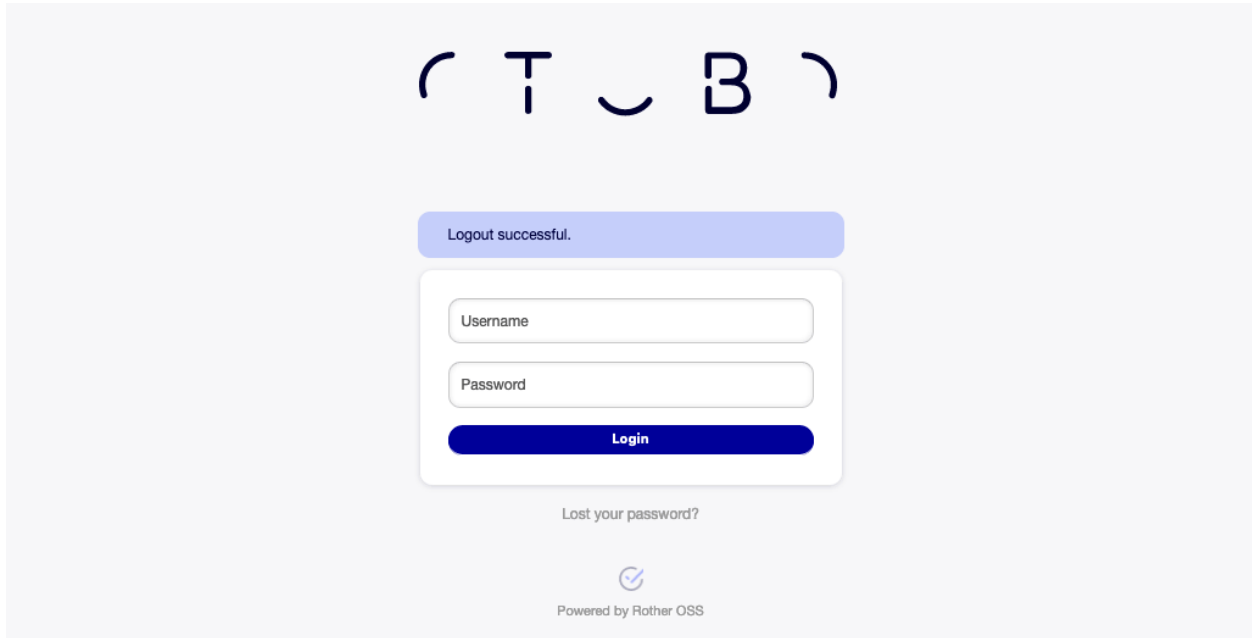 T B
Logout successful.
Username
Password
Login
Lost your password?
Powered by Rother OSS